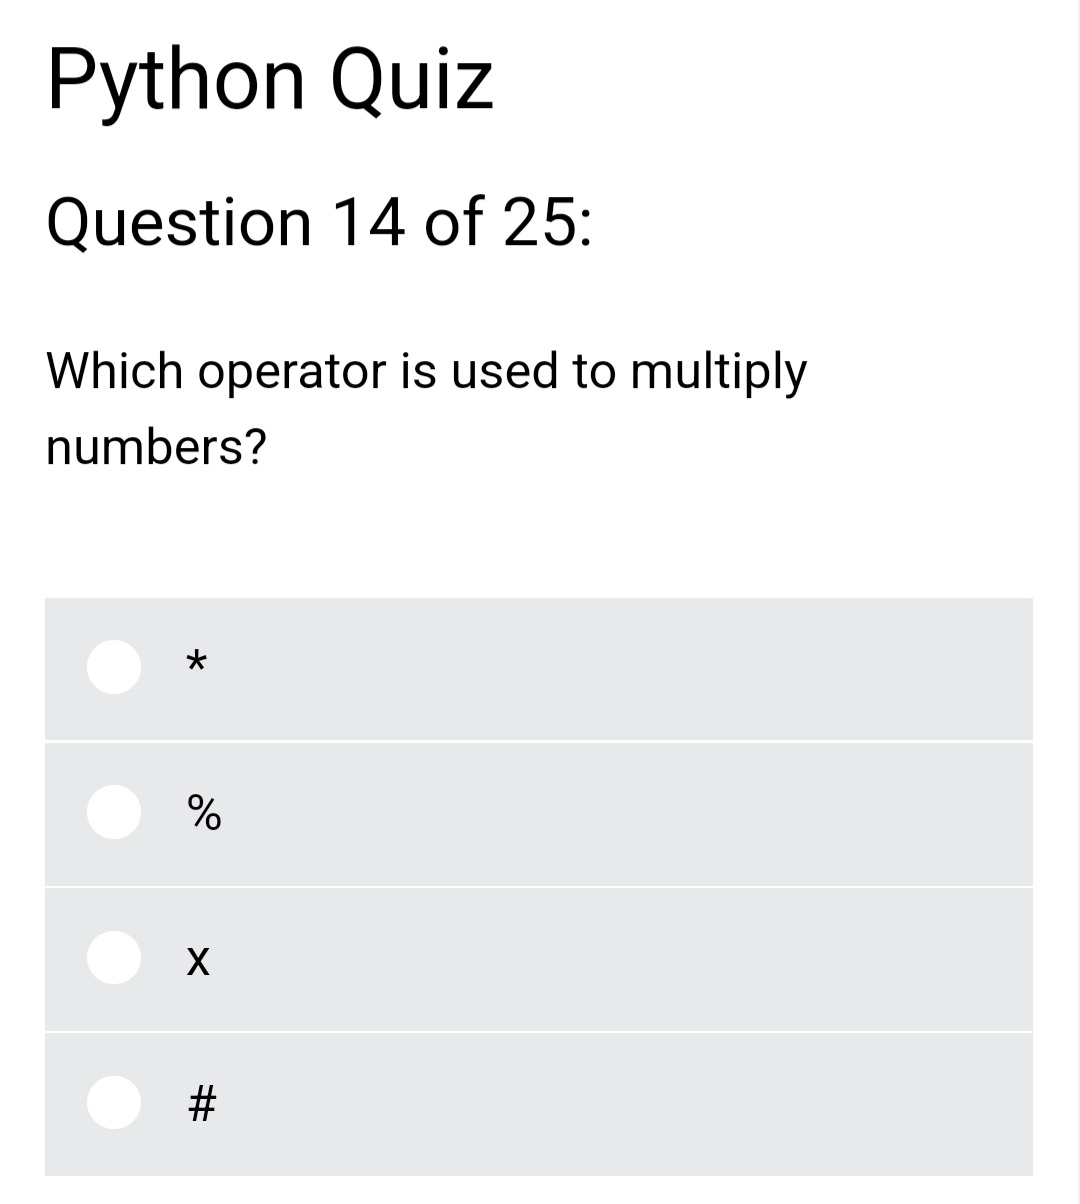 Python Quiz
Question 14 of 25:
Which operator is used to multiply
numbers?
*
%
x
#